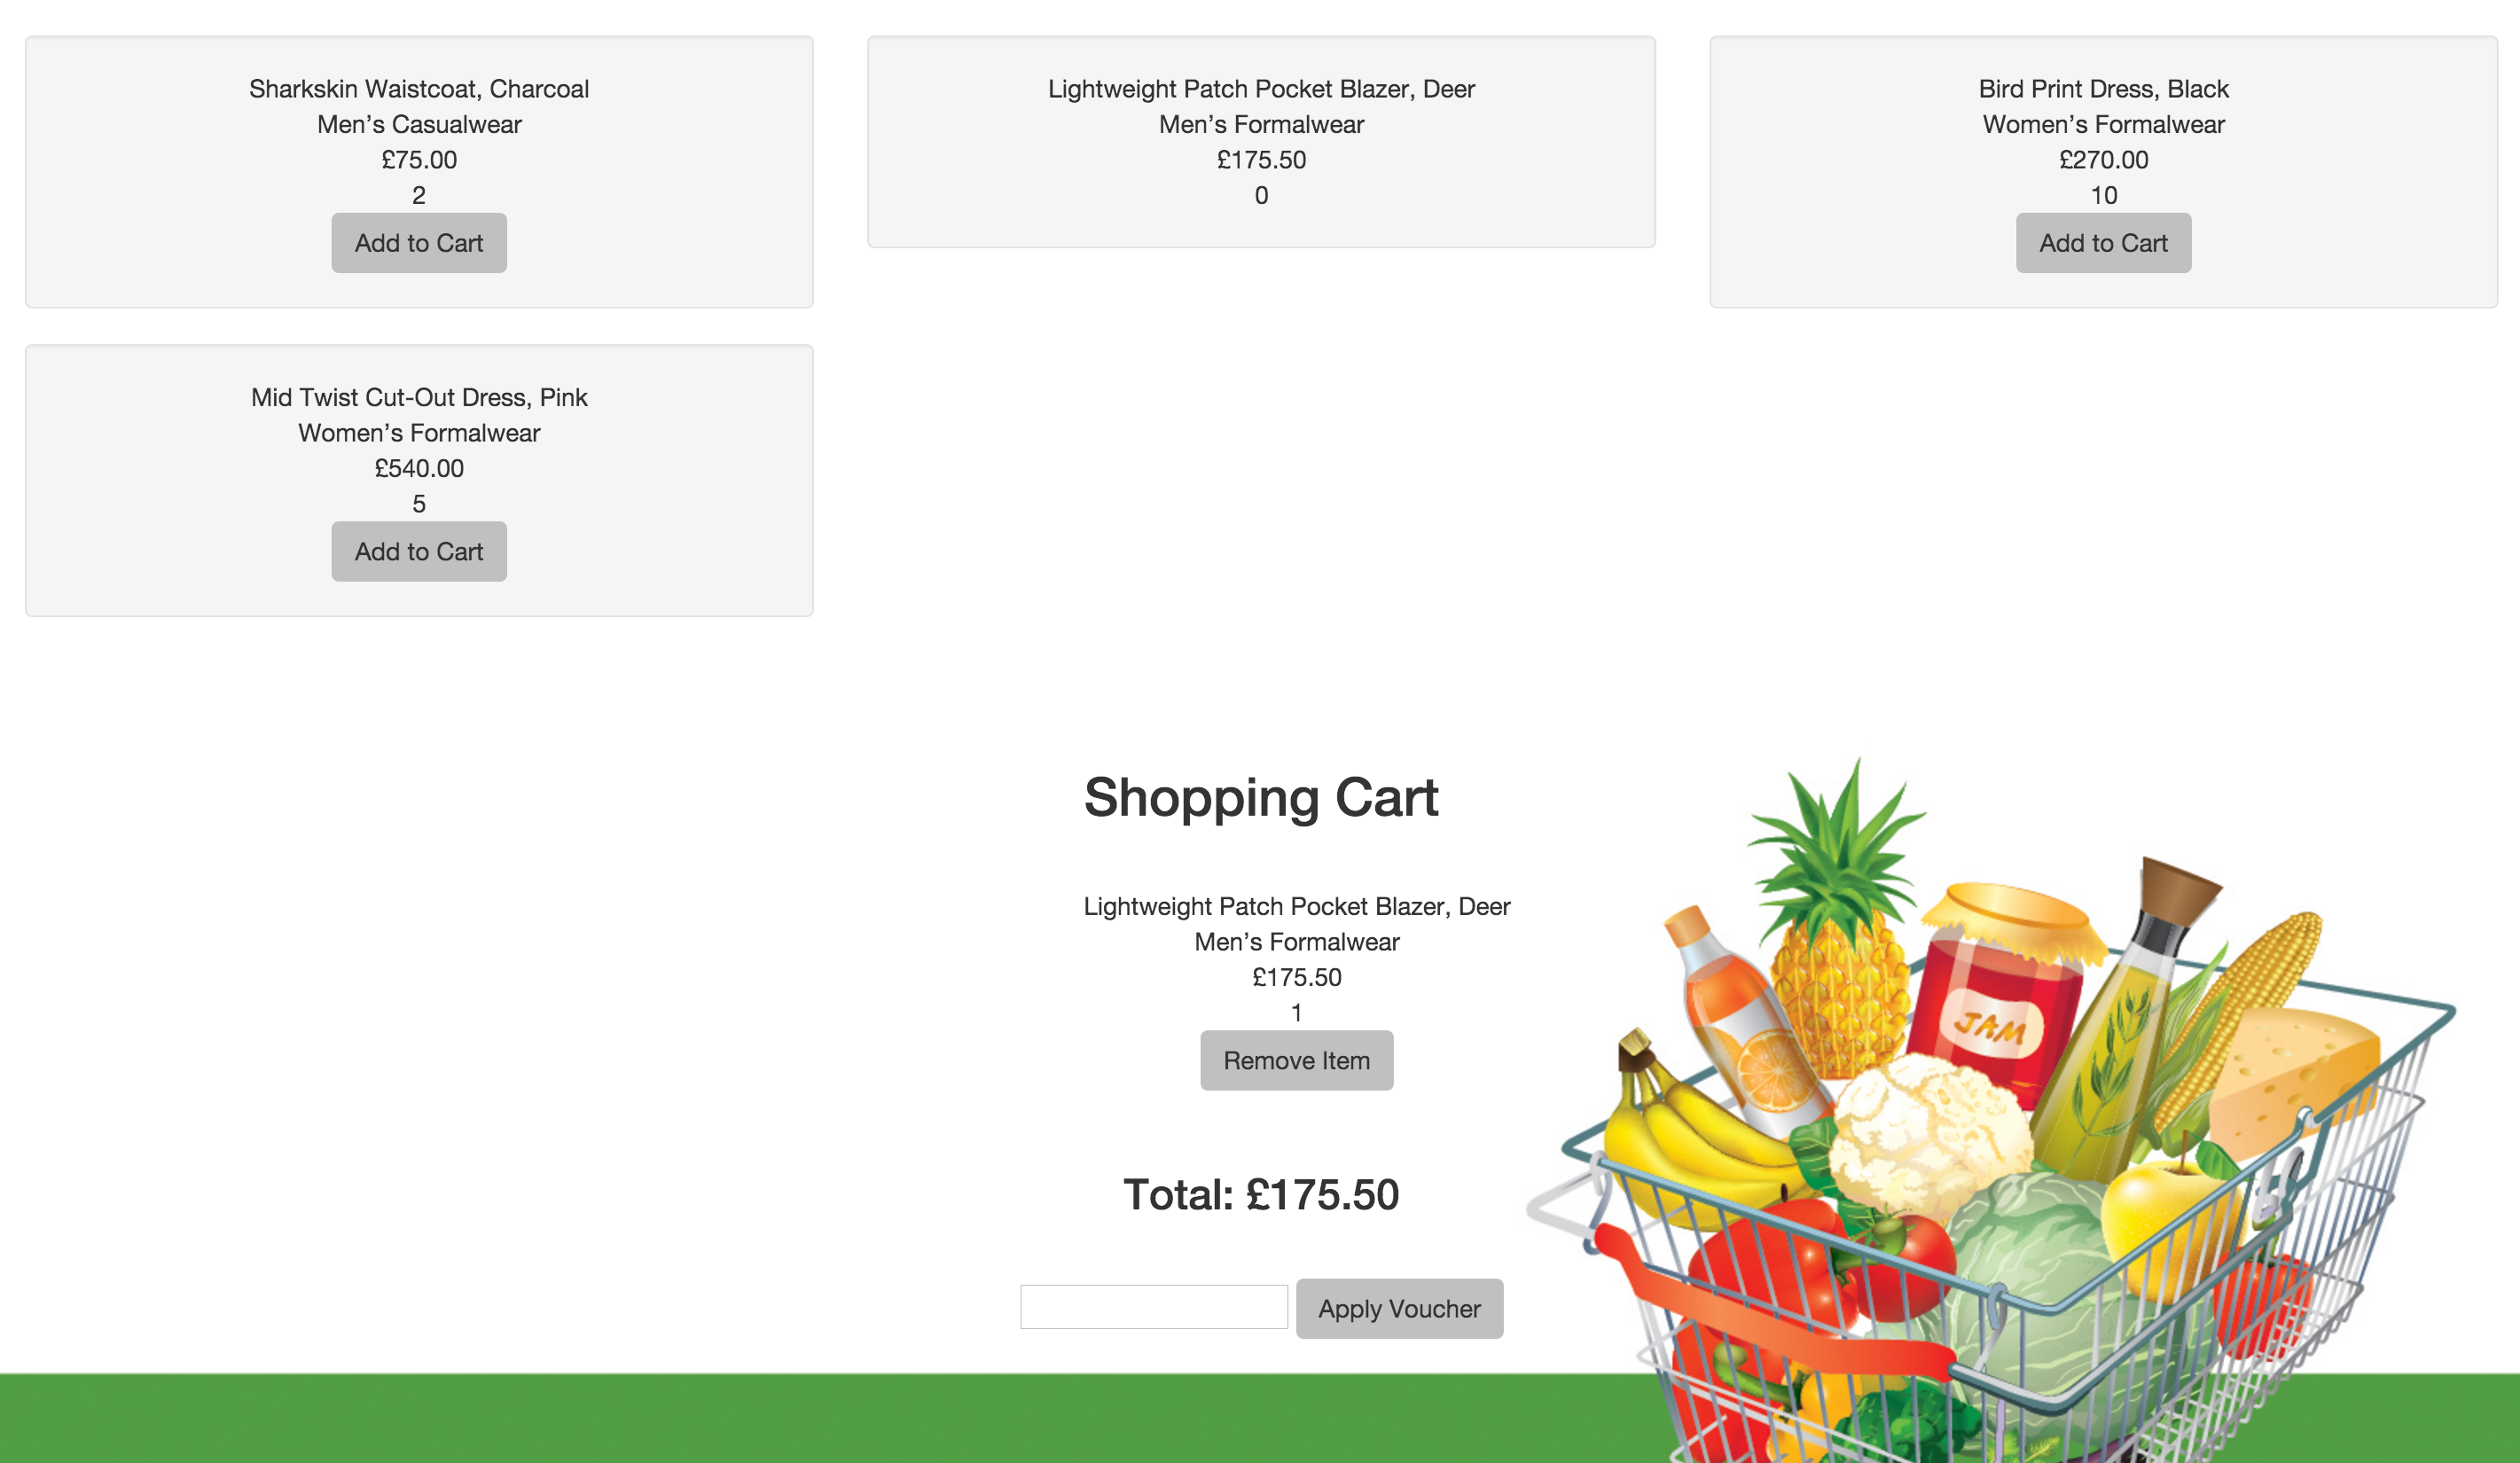 Sharkskin Waistcoat, Charcoal
Men’s Casualwear
£75.00
2
Add to Cart
Lightweight Patch Pocket Blazer, Deer
Men’s Formalwear
£175.50
0
Bird Print Dress, Black
Women’s Formalwear
£270.00
10
Add to Cart
Mid Twist Cut-Out Dress, Pink
Women’s Formalwear
£540.00
5
Add to Cart
Shopping Cart
Lightweight Patch Pocket Blazer, Deer
Men’s Formalwear
£175.50
1
Remove Item
Total: £175.50
Apply Voucher
JAM